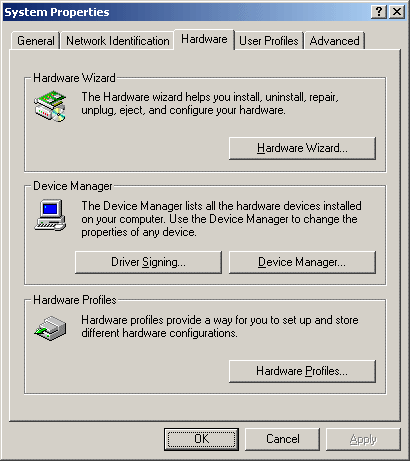 System Properties
General Network Identification Hardware User Profiles Advanced
Hardware Wizard
The Hardware wizard helps you install, uninstall, repair,
unplug, eject, and configure your hardware.
Hardware Wizard...
Device Manager
The Device Manager lists all the hardware devices installed
on your computer. Use the Device Manager to change the
properties of any device.
Driver Signing... Device Manager...
Hardware Profiles
Hardware profiles provide a way for you to set up and store
different hardware configurations.
Hardware Profiles...
OK Cancel Apply